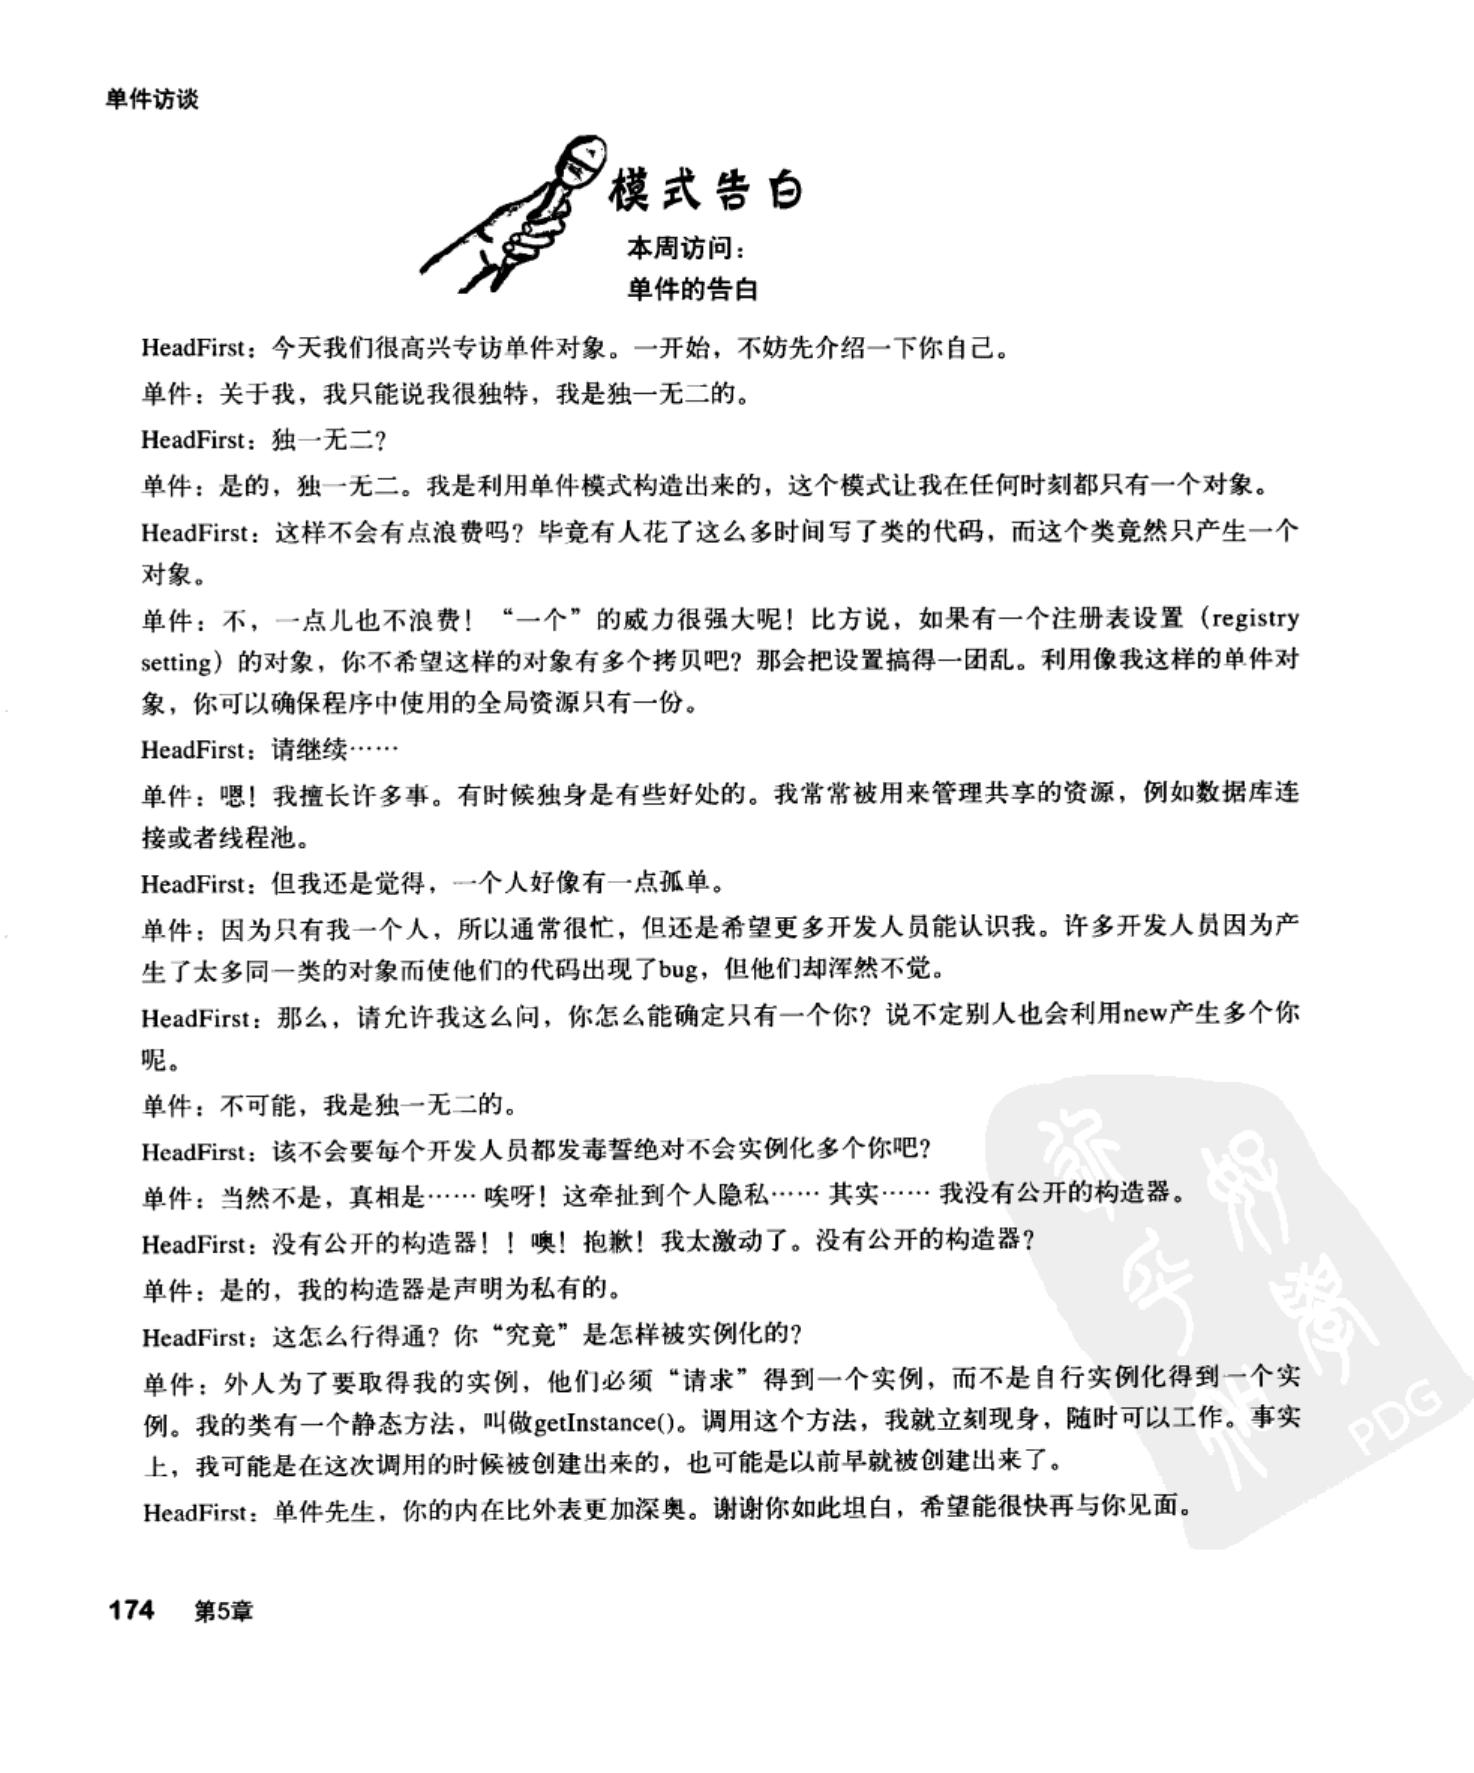 单件访谈
模式告白
本周访问：
单件的告白
HeadFirst：今天我们很高兴专访单件对象。一开始，不妨先介绍一下你自己。
单件：关于我，我只能说我很独特，我是独一无二的。
HeadFirst：独一无二？
单件：是的，独一无二。我是利用单件模式构造出来的，这个模式让我在任何时刻都只有一个对象。
HeadFirst：这样不会有点浪费吗？毕竟有人花了这么多时间写了类的代码，而这个类竟然只产生一个
对象。
单件：不，一点儿也不浪费！“一个”的威力很强大呢！比方说，如果有一个注册表设置（registry
setting）的对象，你不希望这样的对象有多个拷贝吧？那会把设置搞得一团乱。利用像我这样的单件对
象，你可以确保程序中使用的全局资源只有一份。
HeadFirst：请继续……
单件：嗯！我擅长许多事。有时候独身是有些好处的。我常常被用来管理共享的资源，例如数据库连
接或者线程池。
HeadFirst：但我还是觉得，一个人好像有一点孤单。
单件：因为只有我一个人，所以通常很忙，但还是希望更多开发人员能认识我。许多开发人员因为产
生了太多同一类的对象而使他们的代码出现了bug，但他们却浑然不觉。
HeadFirst：那么，请允许我这么问，你怎么能确定只有一个你？说不定别人也会利用new产生多个你
呢。
单件：不可能，我是独一无二的。
HeadFirst：该不会要每个开发人员都发毒誓绝对不会实例化多个你吧？
单件：当然不是，真相是…… 唉呀！这牵扯到个人隐私…… 其实…… 我没有公开的构造器。
HeadFirst：没有公开的构造器！！噢！抱歉！我太激动了。没有公开的构造器？
单件：是的，我的构造器是声明为私有的。
HeadFirst：这怎么行得通？你“究竟”是怎样被实例化的？
单件：外人为了要取得我的实例，他们必须“请求”得到一个实例，而不是自行实例化得到一个实
例。我的类有一个静态方法，叫做getInstance()。调用这个方法，我就立刻现身，随时可以工作。事实
上，我可能是在这次调用的时候被创建出来的，也可能是以前早就被创建出来了。
HeadFirst：单件先生，你的内在比外表更加深奥。谢谢你如此坦白，希望能很快再与你见面。
PDG
174 第5章